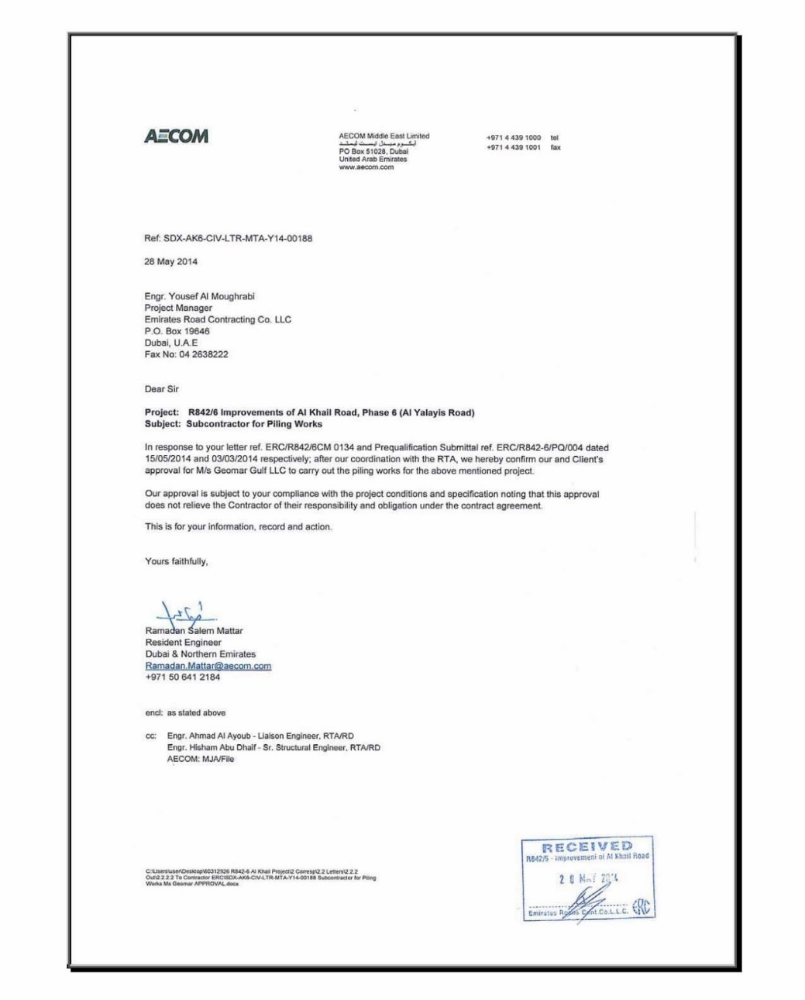 AECOM
AECOM Middle East Limited
ايكوم ميدل ايست ليمتد
PO Box 51028, Dubai
United Arab Emirates
www.aecom.com
+971 4 439 1000 tel
+971 4 439 1001 fax
Ref: SDX-AK6-CIV-LTR-MTA-Y14-00188
28 May 2014
Engr. Yousef Al Moughrabi
Project Manager
Emirates Road Contracting Co. LLC
P.O. Box 19646
Dubai, U.A.E
Fax No: 04 2638222
Dear Sir
Project: R842/6 Improvements of Al Khail Road, Phase 6 (Al Yalayis Road)
Subject: Subcontractor for Piling Works
In response to your letter ref. ERC/R842/6CM 0134 and Prequalification Submittal ref. ERC/R842-6/PQ/004 dated
15/05/2014 and 03/03/2014 respectively; after our coordination with the RTA, we hereby confirm our and Client's
approval for M/s Geomar Gulf LLC to carry out the piling works for the above mentioned project.
Our approval is subject to your compliance with the project conditions and specification noting that this approval
does not relieve the Contractor of their responsibility and obligation under the contract agreement.
This is for your information, record and action.
Yours faithfully,
Ramadan Salem Mattar
Resident Engineer
Dubai & Northern Emirates
Ramadan.Mattar@aecom.com
+971 50 641 2184
encl: as stated above
cc: Engr. Ahmad Al Ayoub - Liaison Engineer, RTA/RD
Engr. Hisham Abu Dhaif - Sr. Structural Engineer, RTA/RD
AECOM: MJA/File
C:\Users\user\Desktop\60312926 R842-6 Al Khail Project\2 Corresp\2.2 Letters\2.2.2
Out\2.2.2.2 To Contractor ERC\SDX-AK6-CIV-LTR-MTA-Y14-00188 Subcontractor for Piling
Works Ms Geomar APPROVAL.docx
RECEIVED
R842/6 - Improvement of Al Khail Road
28 MAY 2014
Emirates Roads Cont.Co.L.L.C. ERC